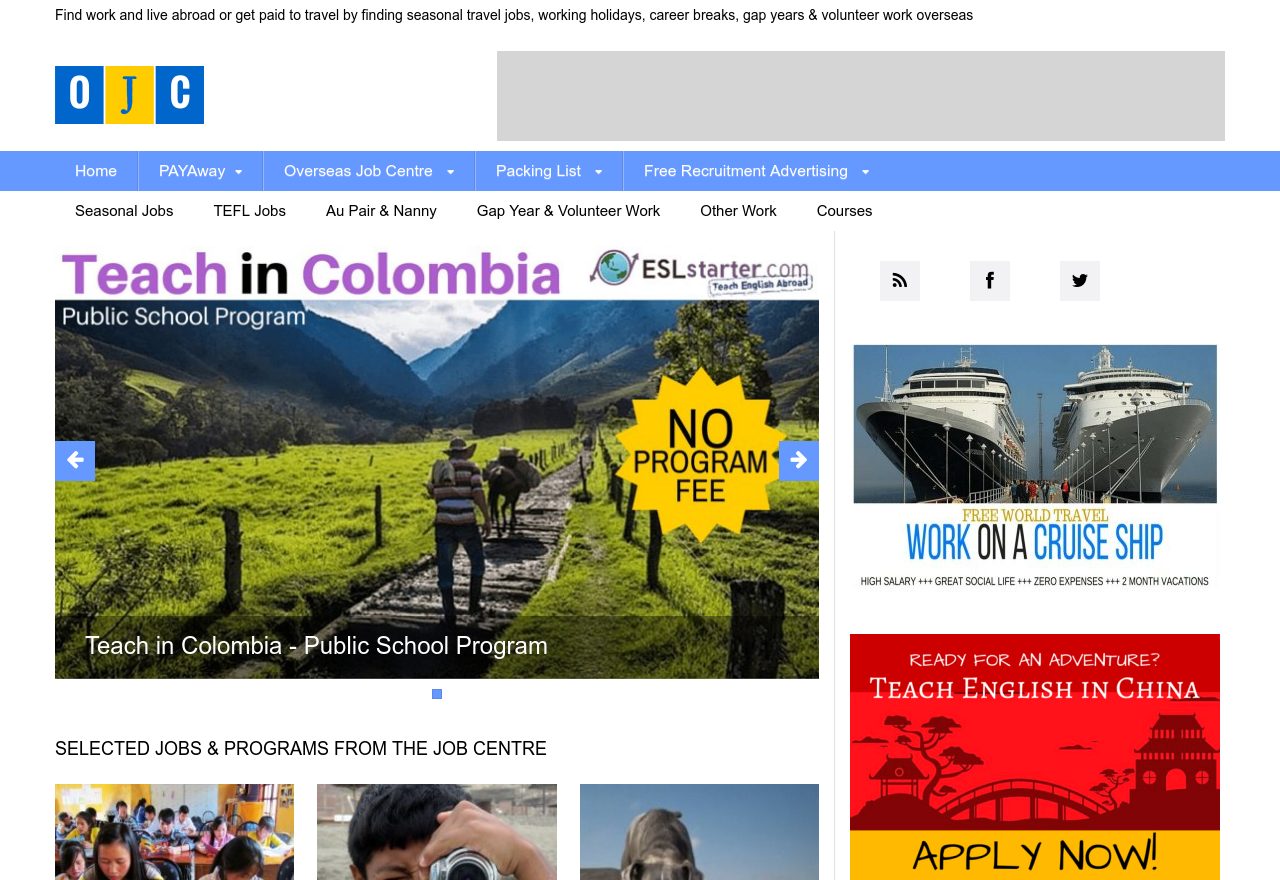 Find work and live abroad or get paid to travel by finding seasonal travel jobs, working holidays, career breaks, gap years & volunteer work overseas
O J C
Home PAYAway Overseas Job Centre Packing List Free Recruitment Advertising
Seasonal Jobs TEFL Jobs Au Pair & Nanny Gap Year & Volunteer Work Other Work Courses
Teach in Colombia
ESLstarter.com
Teach English Abroad
Public School Program
NO
PROGRAM
FEE
Teach in Colombia - Public School Program
FREE WORLD TRAVEL
WORK ON A CRUISE SHIP
HIGH SALARY +++ GREAT SOCIAL LIFE +++ ZERO EXPENSES +++ 2 MONTH VACATIONS
READY FOR AN ADVENTURE?
TEACH ENGLISH IN CHINA
APPLY NOW!
SELECTED JOBS & PROGRAMS FROM THE JOB CENTRE